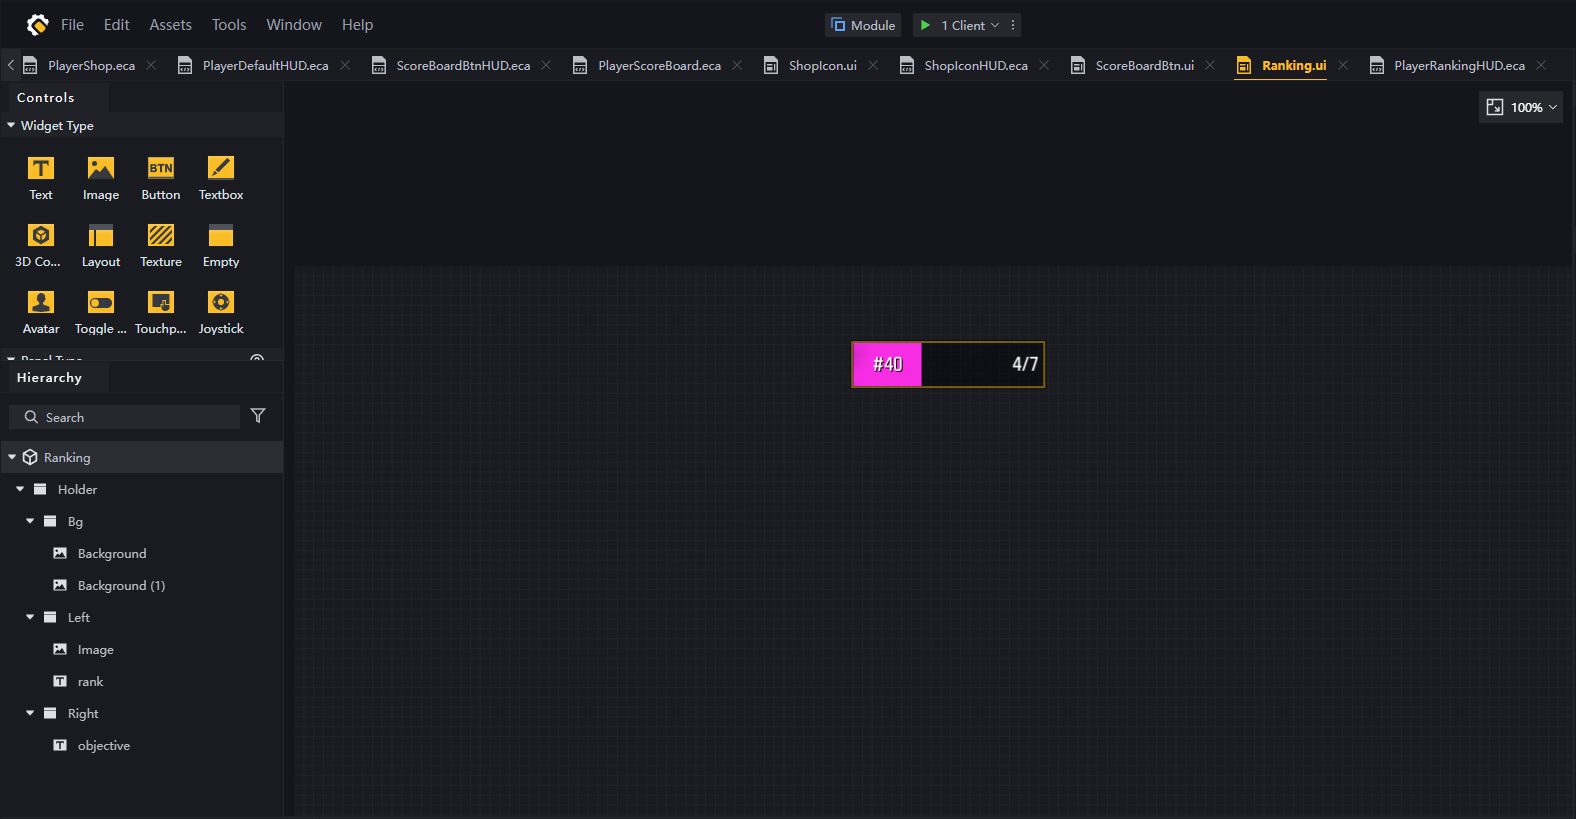 File Edit Assets Tools Window Help Module 1 Client
PlayerShop.eca PlayerDefaultHUD.eca ScoreBoardBtnHUD.eca PlayerScoreBoard.eca ShopIcon.ui ShopIconHUD.eca ScoreBoardBtn.ui Ranking.ui PlayerRankingHUD.eca
Controls
100%
Widget Type
T BTN
Text Image Button Textbox
3D Co... Layout Texture Empty
Avatar Toggle ... Touchp... Joystick
Panel Type
Hierarchy
#40 4/7
Search
Ranking
Holder
Bg
Background
Background (1)
Left
Image
T rank
Right
T objective